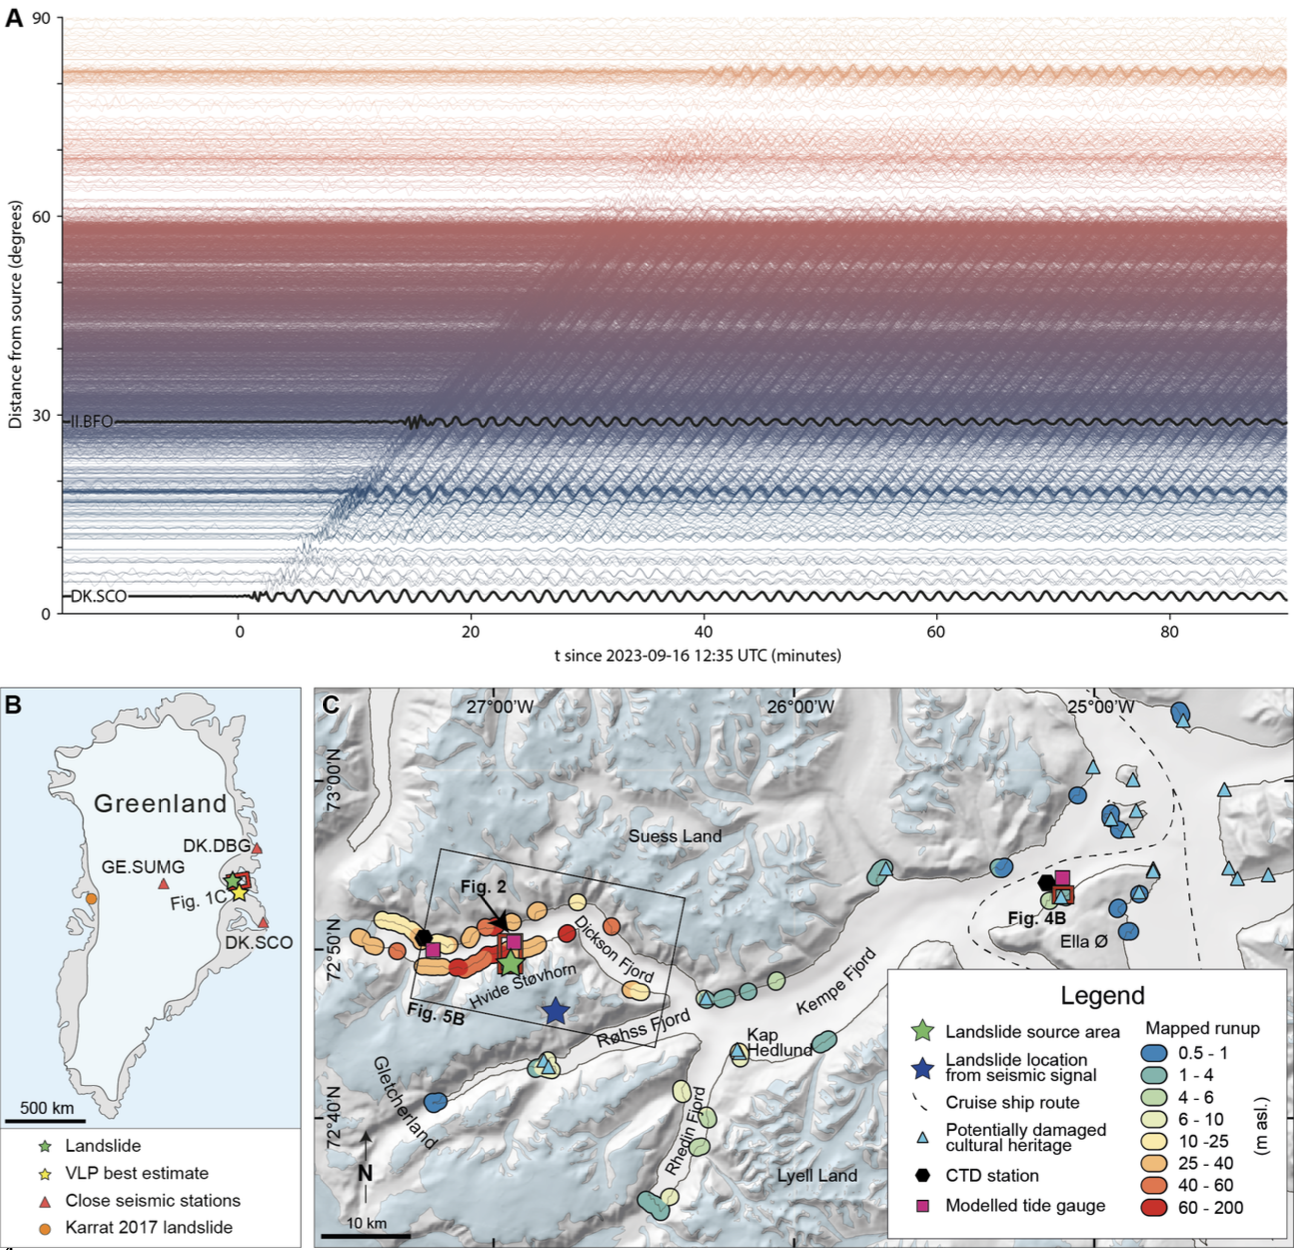 A
90
60
30
0
Distance from source (degrees)
II.BFO
DK.SCO
0
20
40
60
80
t since 2023-09-16 12:35 UTC (minutes)
B
Greenland
DK.DBG
GE.SUMG
Fig. 1C
DK.SCO
500 km
Landslide
VLP best estimate
Close seismic stations
Karrat 2017 landslide
C
27°00'W
26°00'W
25°00'W
73°00'N
72°50'N
72°40'N
Suess Land
Fig. 2
Dickson Fjord
Hvide Støvhorn
Fig. 5B
Røhss Fjord
Kempe Fjord
Kap
Hedlund
Gletcherland
Rhedin Fjord
Lyell Land
Fig. 4B
Ella Ø
N
10 km
Legend
Landslide source area
Landslide location
from seismic signal
Cruise ship route
Potentially damaged
cultural heritage
CTD station
Modelled tide gauge
Mapped runup
0.5 - 1
1 - 4
4 - 6
6 - 10
10 -25
25 - 40
40 - 60
60 - 200
(m asl.)